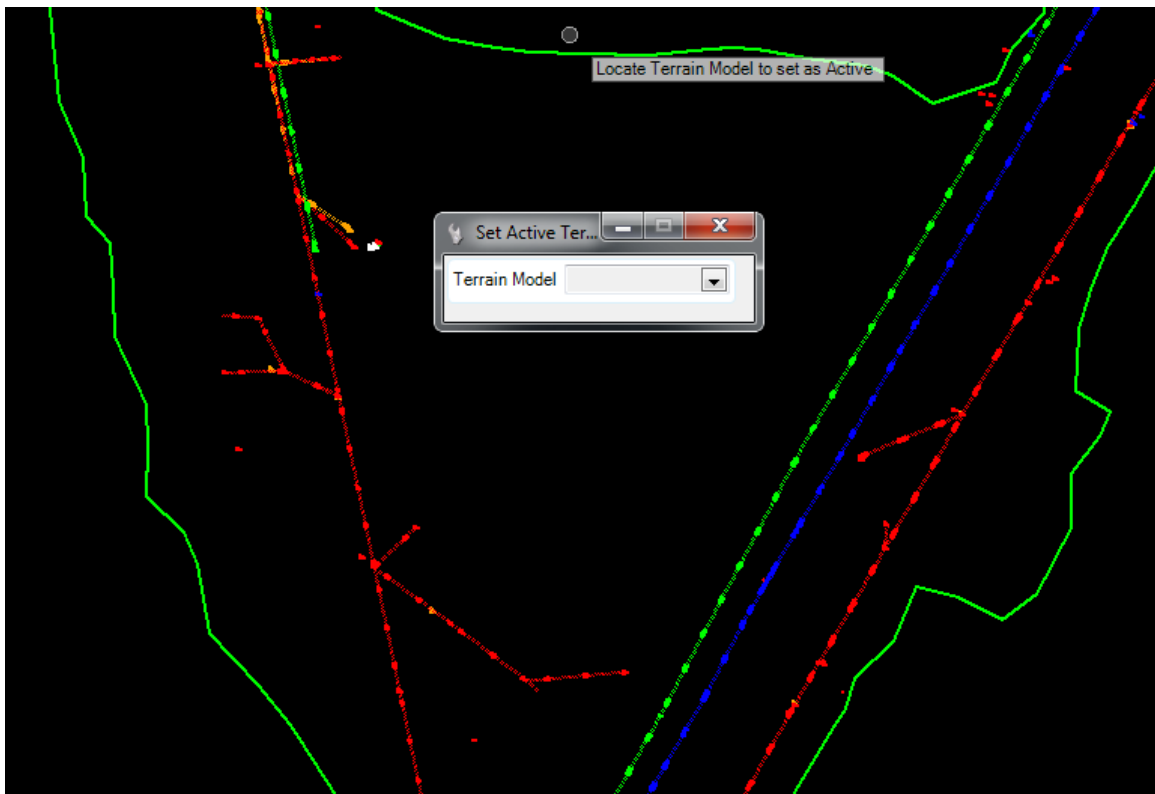 Locate Terrain Model to set as Active
Set Active Ter...
Terrain Model